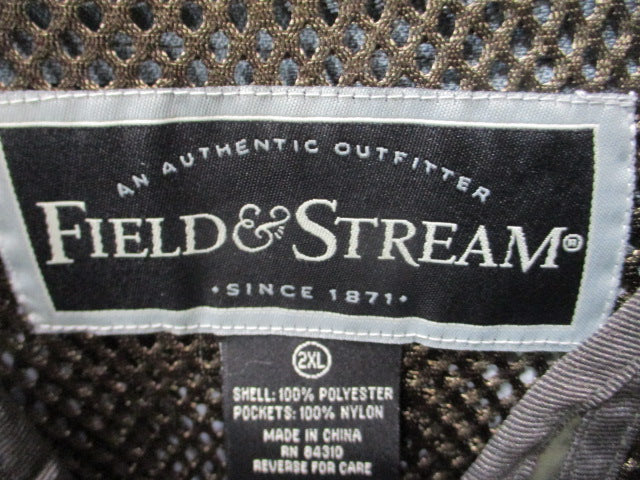 AN AUTHENTIC OUTFITTER
FIELD & STREAM®
•SINCE 1871•
2XL
SHELL: 100% POLYESTER
POCKETS: 100% NYLON
MADE IN CHINA
RN 84310
REVERSE FOR CARE